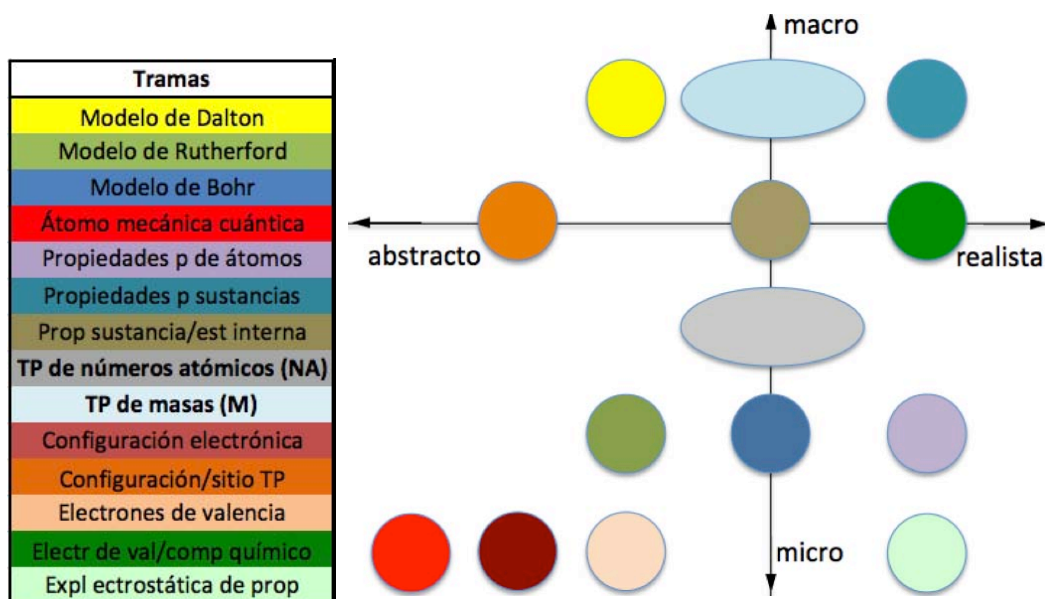 Tramas
Modelo de Dalton
Modelo de Rutherford
Modelo de Bohr
Átomo mecánica cuántica
Propiedades p de átomos
Propiedades p sustancias
Prop sustancia/est interna
TP de números atómicos (NA)
TP de masas (M)
Configuración electrónica
Configuración/sitio TP
Electrones de valencia
Electr de val/comp químico
Expl ectrostática de prop
macro
abstracto
realista
micro